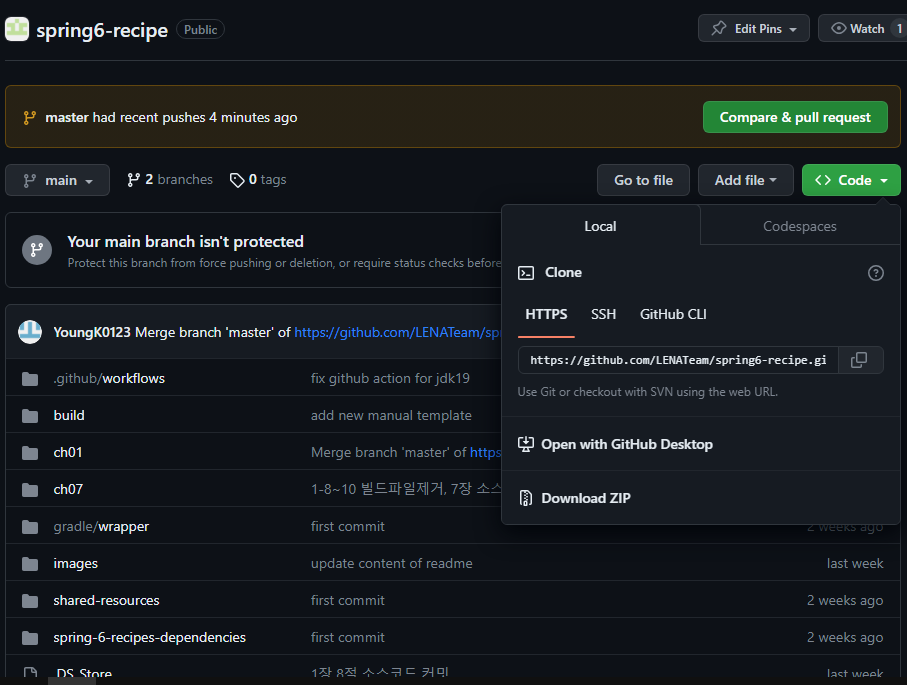 spring6-recipe Public Edit Pins Watch 1
master had recent pushes 4 minutes ago Compare & pull request
main 2 branches 0 tags Go to file Add file Code
Local Codespaces
Your main branch isn't protected
Protect this branch from force pushing or deletion, or require status checks before
Clone
HTTPS SSH GitHub CLI
YoungK0123 Merge branch 'master' of https://github.com/LENATeam/sp
https://github.com/LENATeam/spring6-recipe.gi
.github/workflows fix github action for jdk19
Use Git or checkout with SVN using the web URL.
build add new manual template
Open with GitHub Desktop
ch01 Merge branch 'master' of https
ch07 1-8~10 빌드파일제거, 7장 소스
Download ZIP
gradle/wrapper first commit 2 weeks ago
images update content of readme last week
shared-resources first commit 2 weeks ago
spring-6-recipes-dependencies first commit 2 weeks ago
.DS_Store 1장 8절 소스코드 커밋 last week